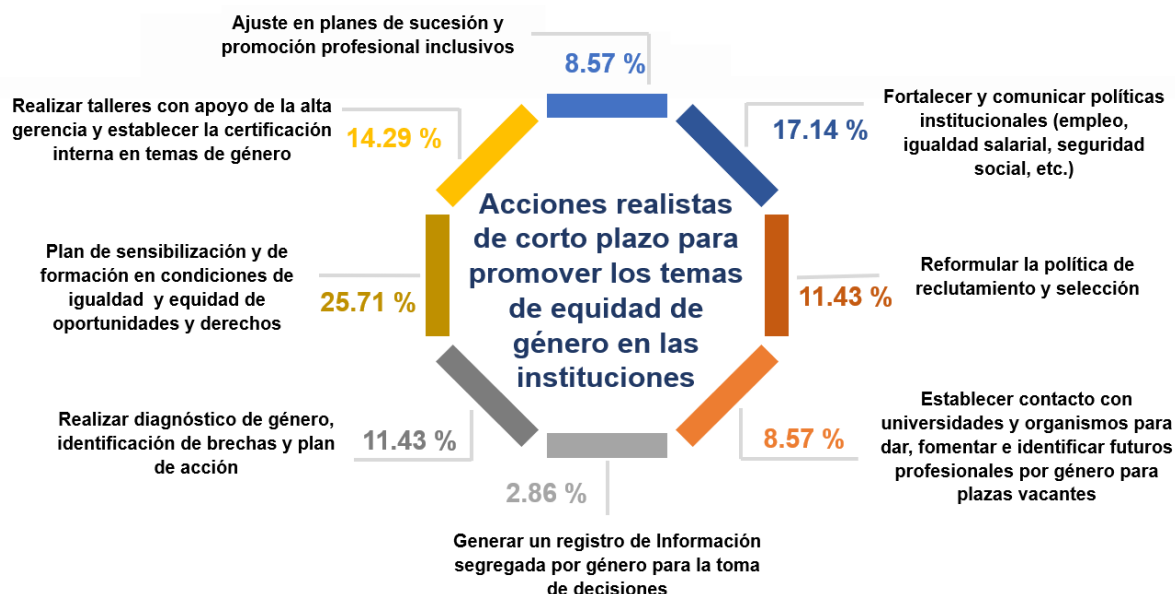 Ajuste en planes de sucesión y
promoción profesional inclusivos
8.57 %
Fortalecer y comunicar políticas
institucionales (empleo,
igualdad salarial, seguridad
social, etc.)
17.14 %
Reformular la política de
reclutamiento y selección
11.43 %
Establecer contacto con
universidades y organismos para
dar, fomentar e identificar futuros
profesionales por género para
plazas vacantes
8.57 %
Generar un registro de Información
segregada por género para la toma
de decisiones
2.86 %
Realizar diagnóstico de género,
identificación de brechas y plan
de acción
11.43 %
Plan de sensibilización y de
formación en condiciones de
igualdad y equidad de
oportunidades y derechos
25.71 %
Realizar talleres con apoyo de la alta
gerencia y establecer la certificación
interna en temas de género
14.29 %
Acciones realistas
de corto plazo para
promover los temas
de equidad de
género en las
instituciones